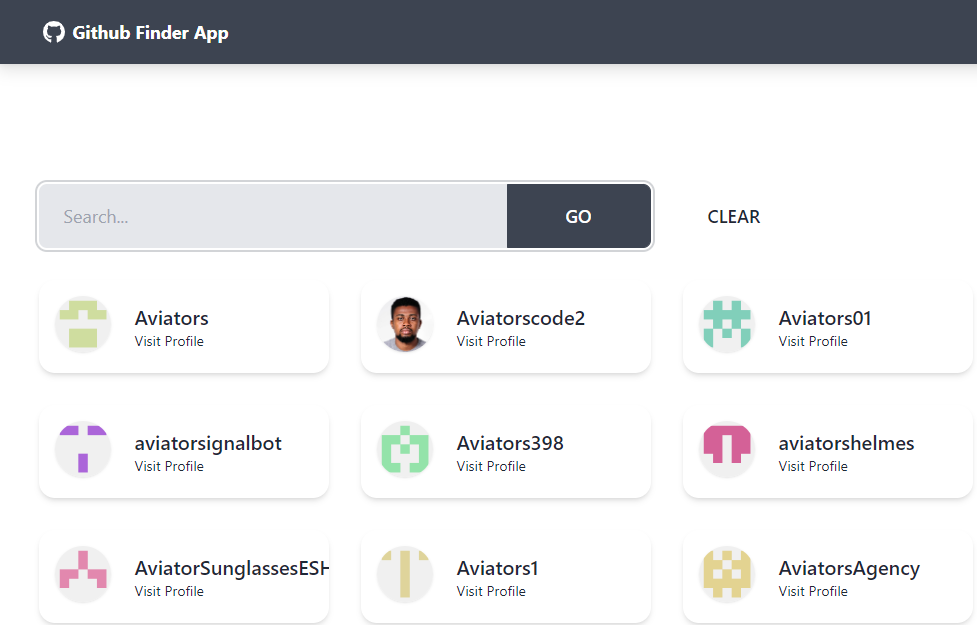 Github Finder App
Search...
GO
CLEAR
Aviators
Visit Profile
Aviatorscode2
Visit Profile
Aviators01
Visit Profile
aviatorsignalbot
Visit Profile
Aviators398
Visit Profile
aviatorshelmes
Visit Profile
AviatorSunglassesESH
Visit Profile
Aviators1
Visit Profile
AviatorsAgency
Visit Profile